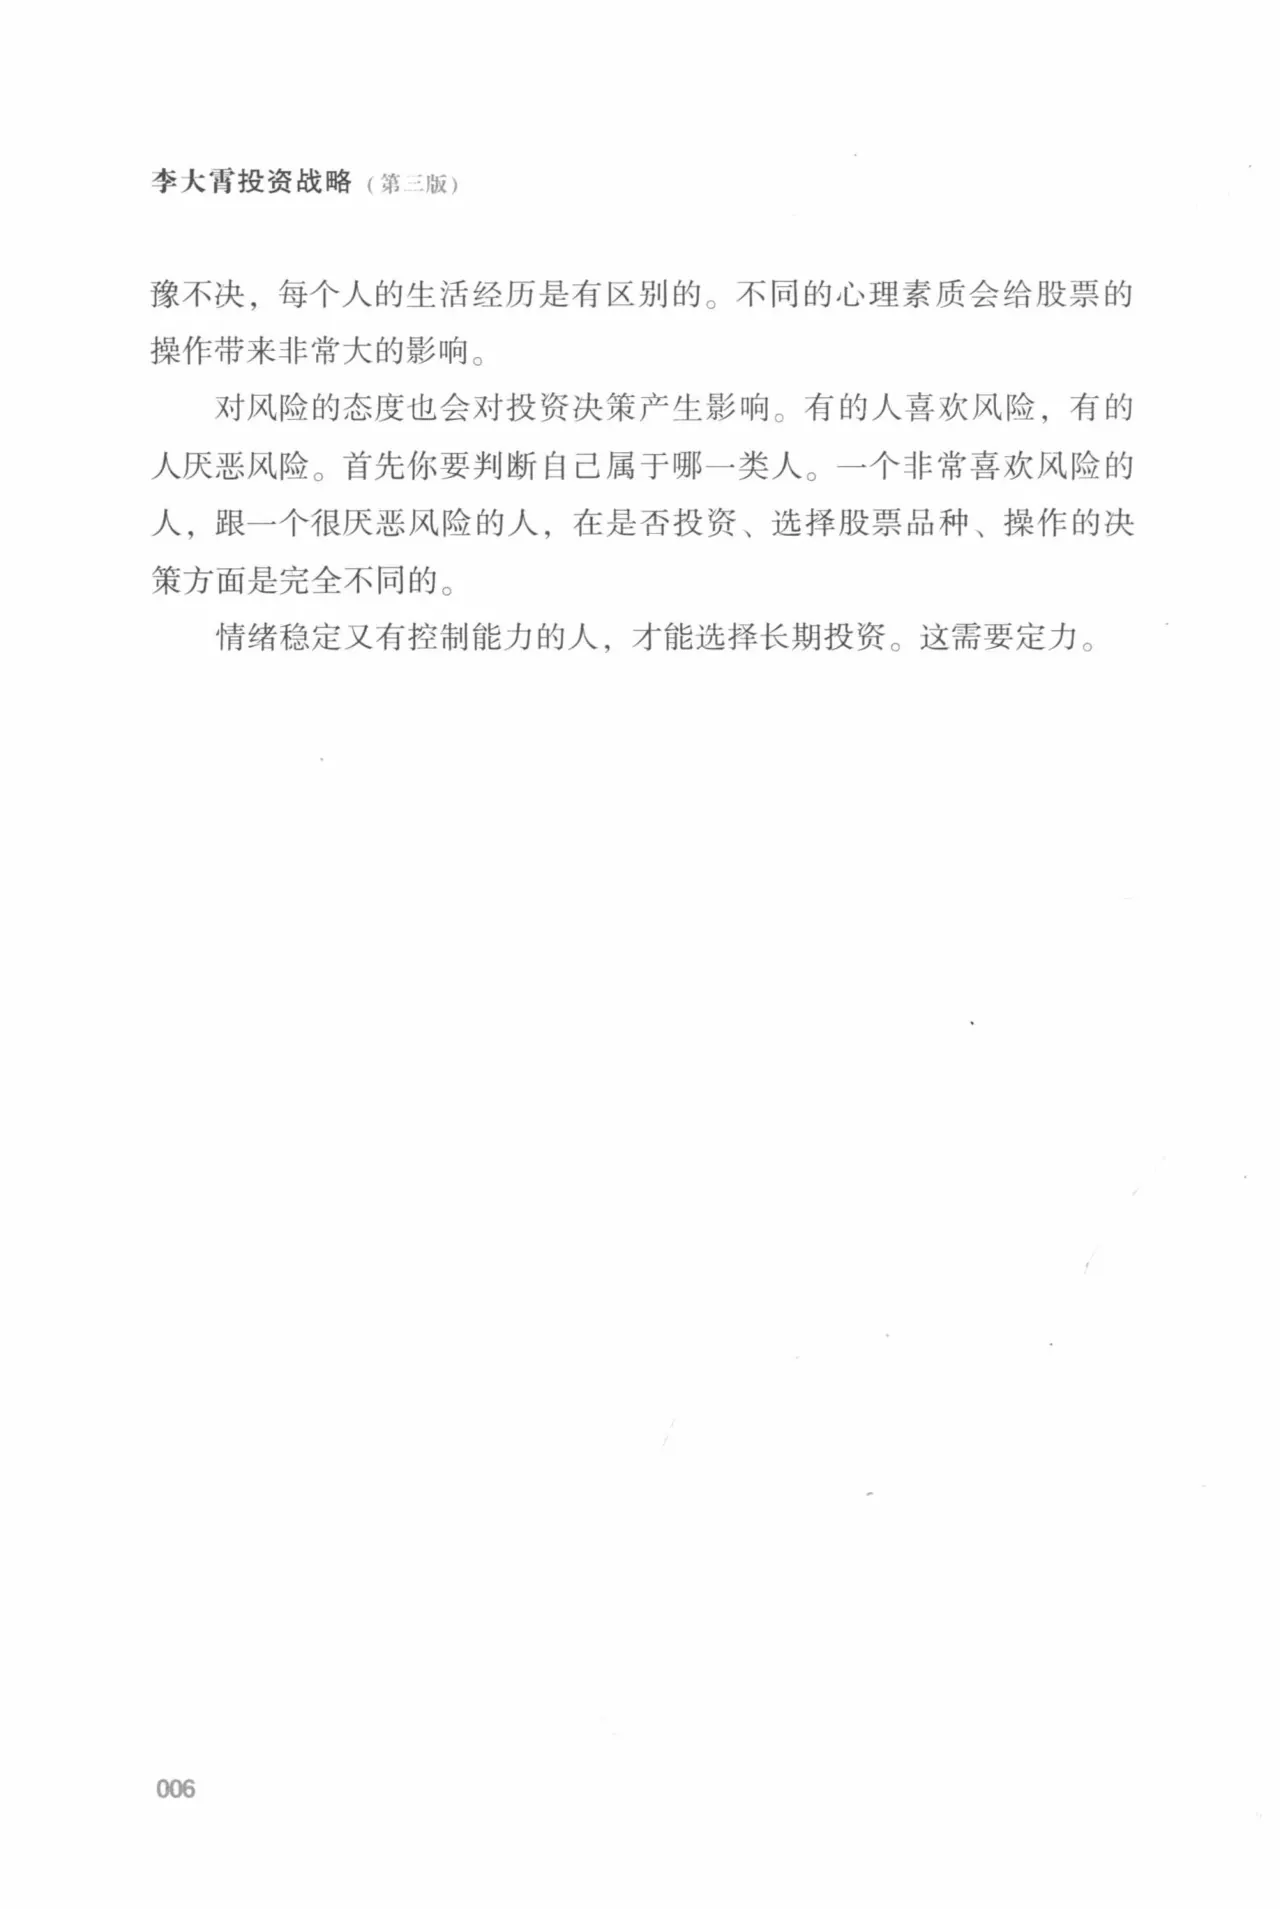 李大霄投资战略（第三版）
豫不决，每个人的生活经历是有区别的。不同的心理素质会给股票的
操作带来非常大的影响。
对风险的态度也会对投资决策产生影响。有的人喜欢风险，有的
人厌恶风险。首先你要判断自己属于哪一类人。一个非常喜欢风险的
人，跟一个很厌恶风险的人，在是否投资、选择股票品种、操作的决
策方面是完全不同的。
情绪稳定又有控制能力的人，才能选择长期投资。这需要定力。
006